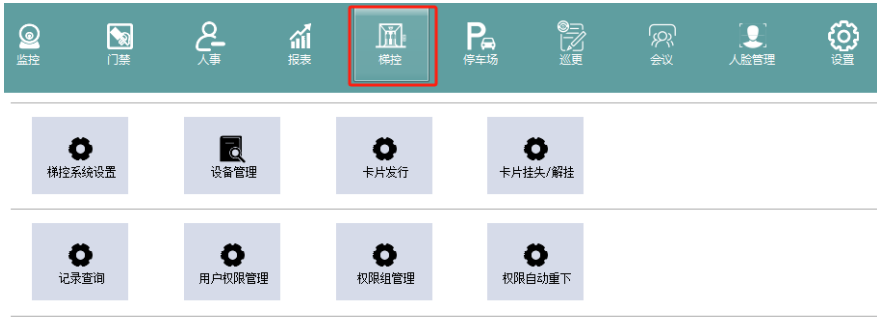 监控 门禁 人事 报表 梯控 停车场 巡更 会议 人脸管理 设置
梯控系统设置 设备管理 卡片发行 卡片挂失/解挂
记录查询 用户权限管理 权限组管理 权限自动重下